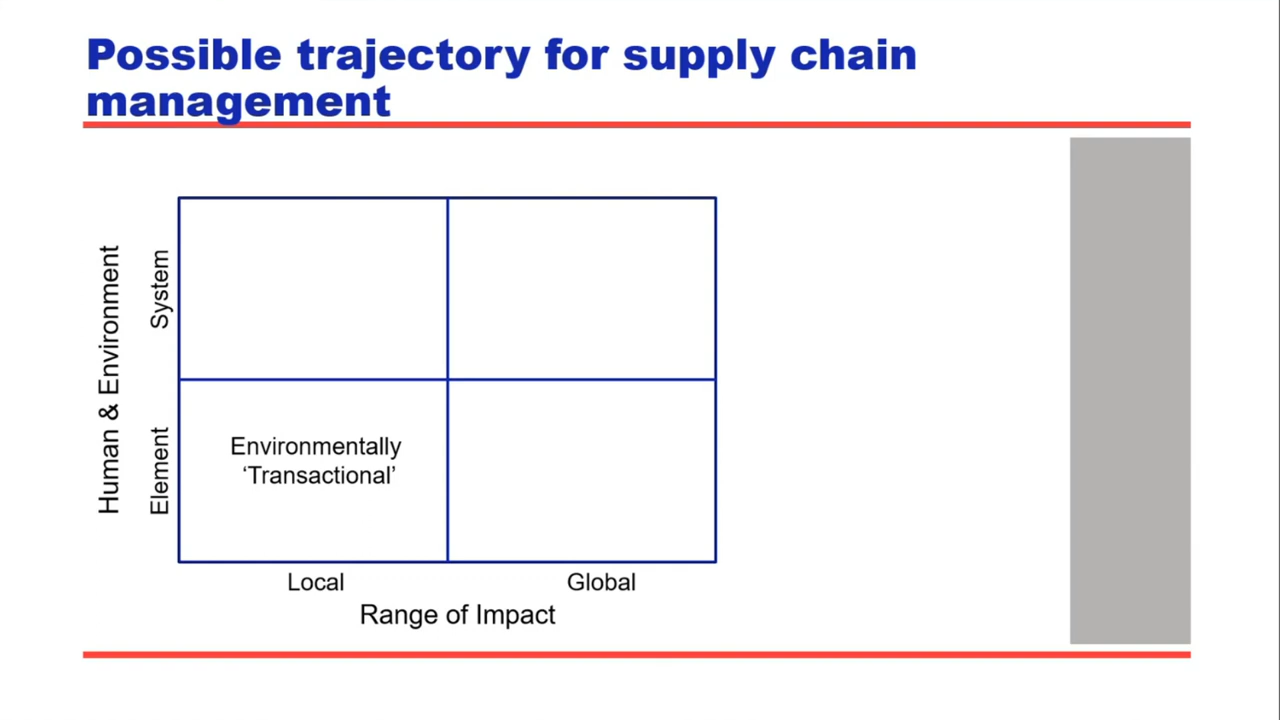 Possible trajectory for supply chain
management
Human & Environment
System
Element
Environmentally
‘Transactional’
Local
Global
Range of Impact